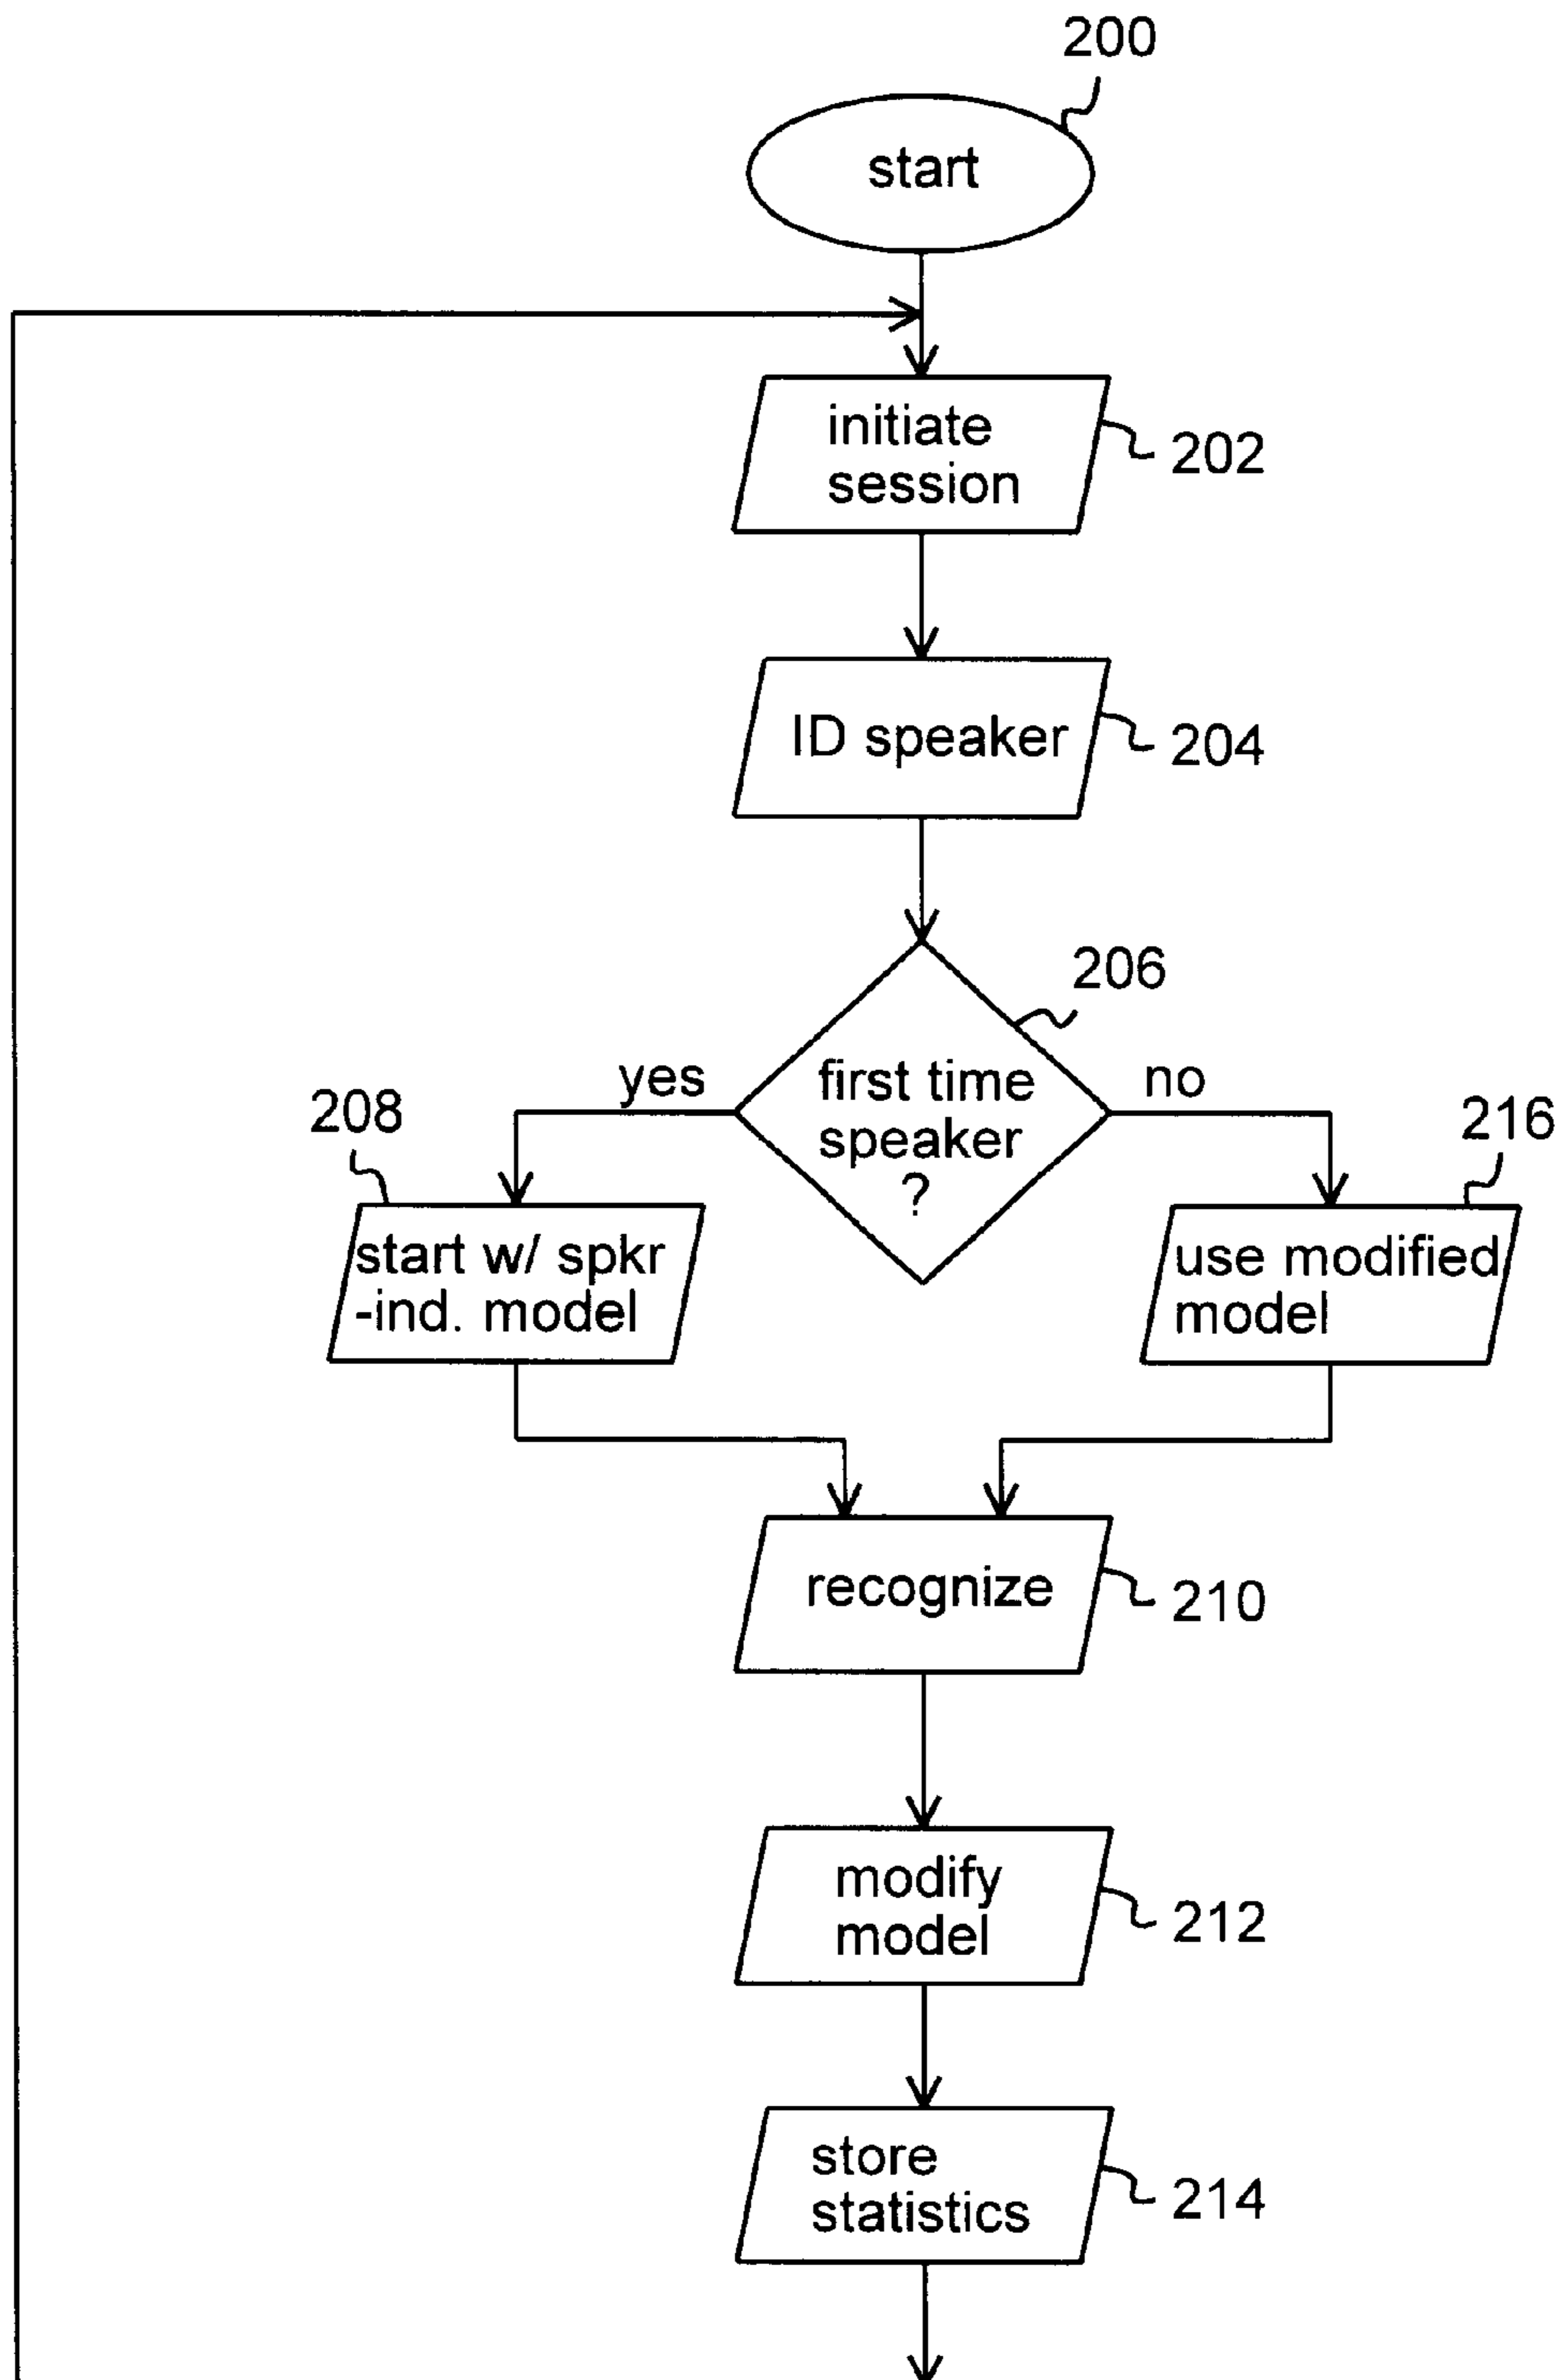 200
start
initiate
session
202
ID speaker
204
206
yes
first time
speaker
?
no
208
216
start w/ spkr
-ind. model
use modified
model
recognize
210
modify
model
212
store
statistics
214